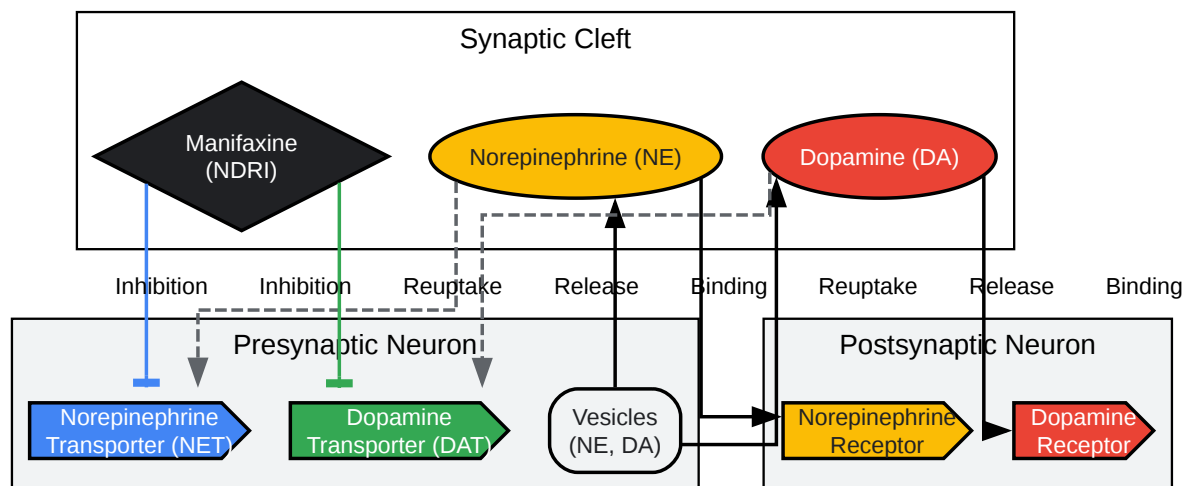 Synaptic Cleft
Manifaxine
(NDRI)
Norepinephrine (NE)
Dopamine (DA)
Inhibition
Inhibition
Reuptake
Release
Binding
Reuptake
Release
Binding
Presynaptic Neuron
Postsynaptic Neuron
Norepinephrine
Transporter (NET)
Dopamine
Transporter (DAT)
Vesicles
(NE, DA)
Norepinephrine
Receptor
Dopamine
Receptor